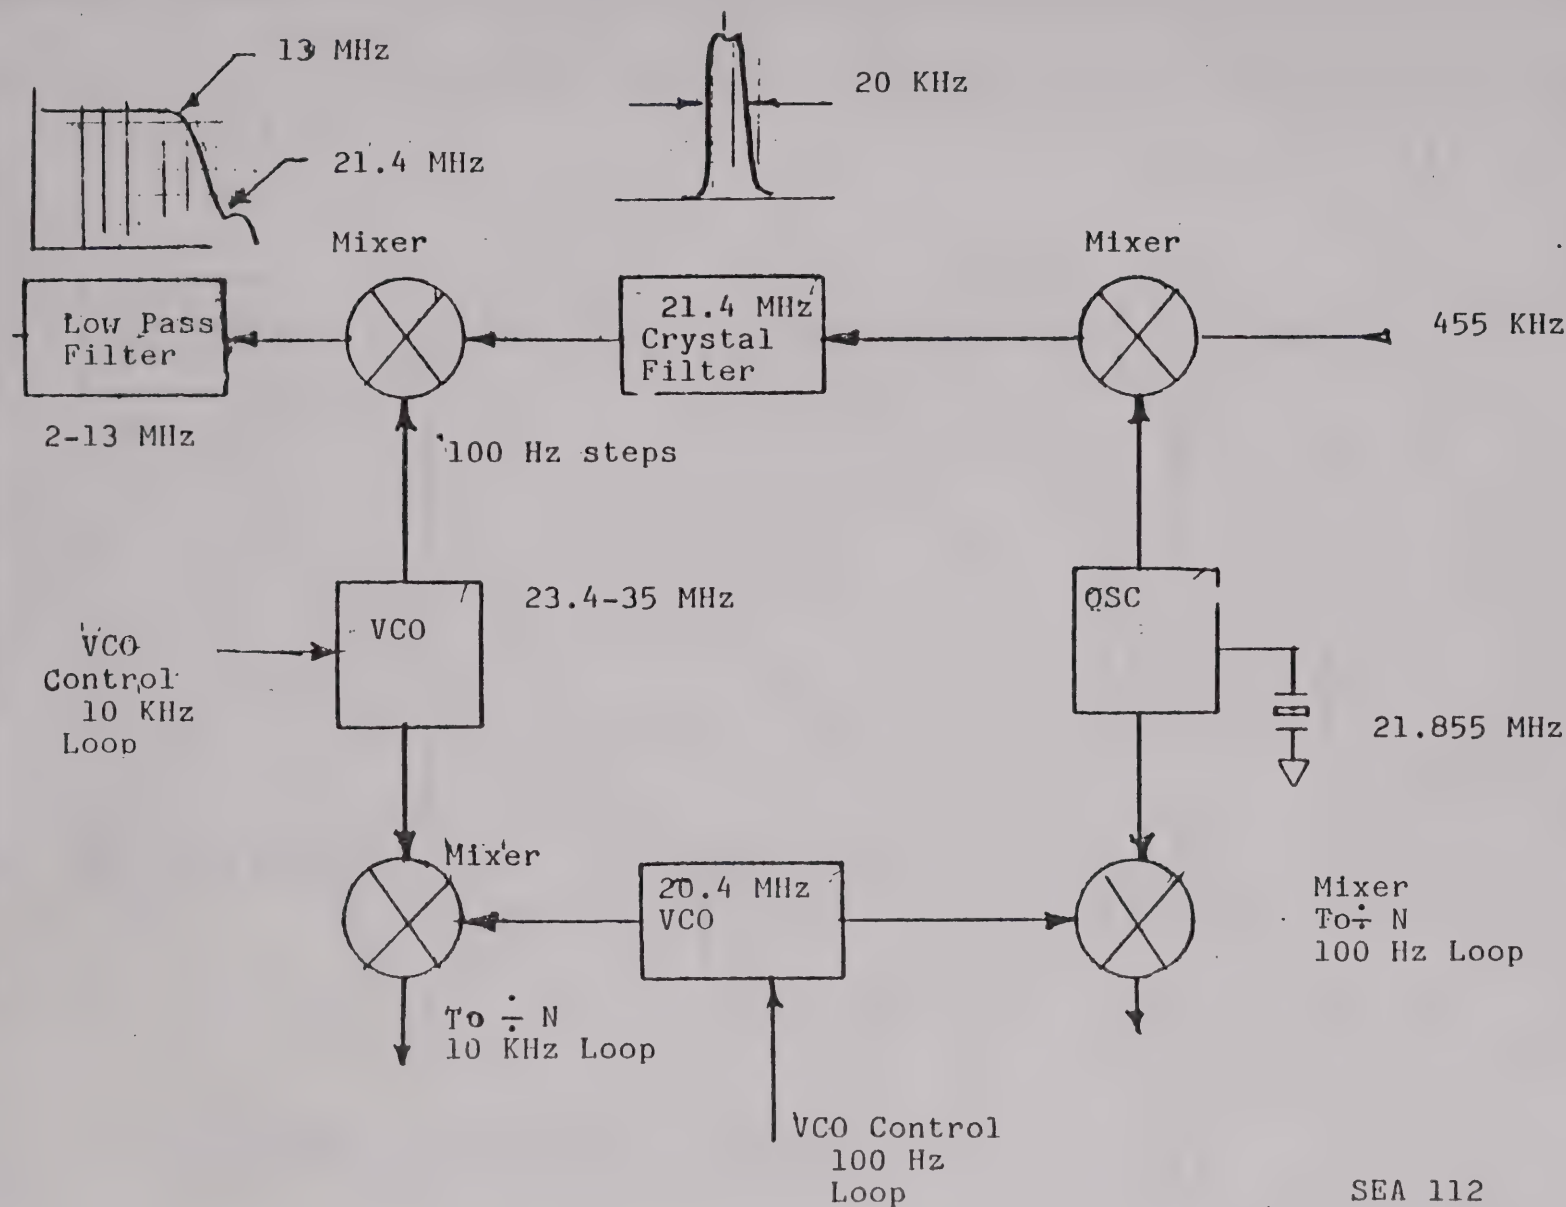 13 MHz
20 KHz
21.4 MHz
Mixer
Mixer
Low Pass
Filter
21.4 MHz
Crystal
Filter
455 KHz
2-13 MHz
100 Hz steps
VCO
23.4-35 MHz
OSC
VCO
Control
10 KHz
Loop
21.855 MHz
Mixer
20.4 MHz
VCO
Mixer
To ÷ N
100 Hz Loop
To ÷ N
10 KHz Loop
VCO Control
100 Hz
Loop
SEA 112